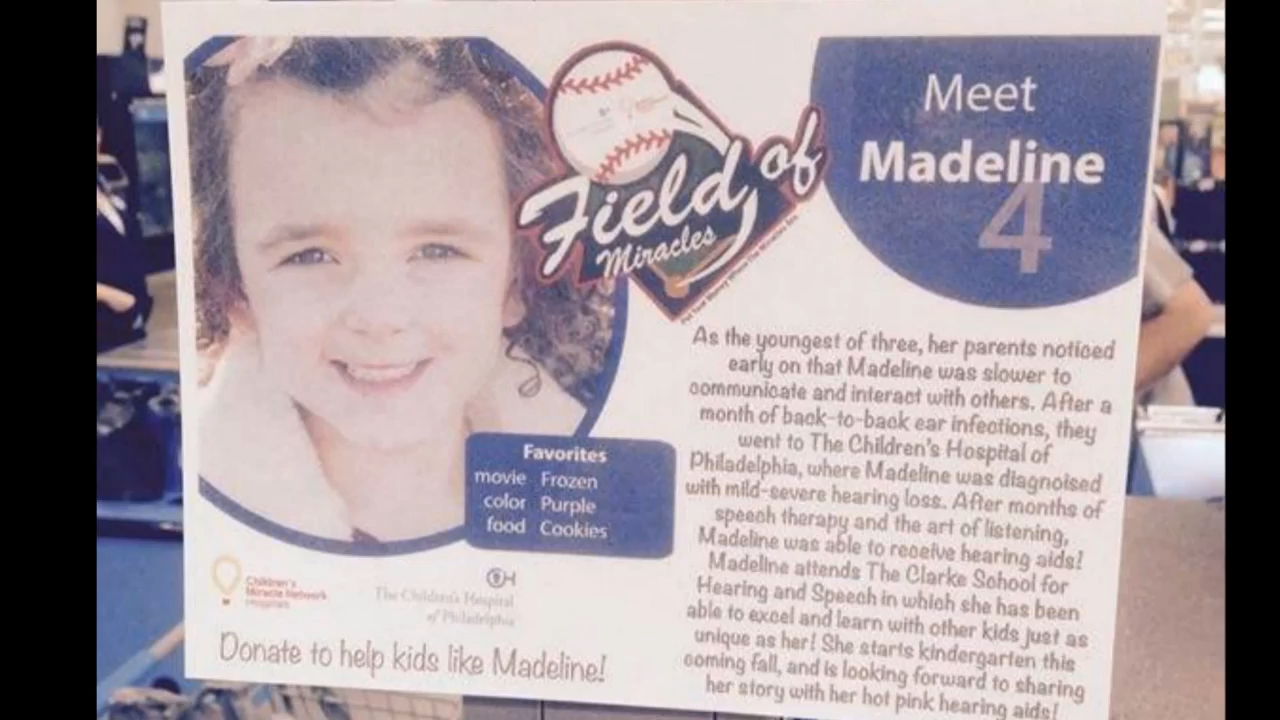 Meet
Madeline
4
Field of
Miracles
As the youngest of three, her parents noticed
early on that Madeline was slower to
communicate and interact with others. After a
month of back-to-back ear infections, they
went to The Children's Hospital of
Philadelphia, where Madeline was diagnoised
with mild-severe hearing loss. After months of
speech therapy and the art of listening,
Madeline was able to receive hearing aids!
Madeline attends The Clarke School for
Hearing and Speech in which she has been
able to excel and learn with other kids just as
unique as her! She starts kindergarten this
coming fall, and is looking forward to sharing
her story with her hot pink hearing aids!
Favorites
movie Frozen
color Purple
food Cookies
Children's
Miracle Network
Hospitals
The Children's Hospital
of Philadelphia
Donate to help kids like Madeline!